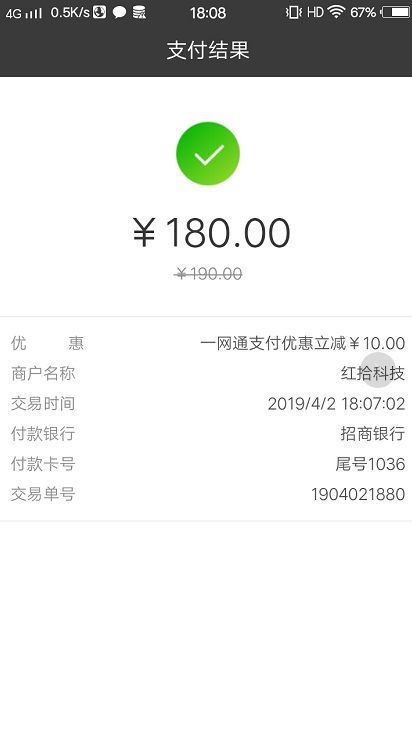 4G 0.5K/s 18:08 HD 67%
支付结果
￥180.00
￥190.00
优 惠 一网通支付优惠立减￥10.00
商户名称 红拾科技
交易时间 2019/4/2 18:07:02
付款银行 招商银行
付款卡号 尾号1036
交易单号 1904021880